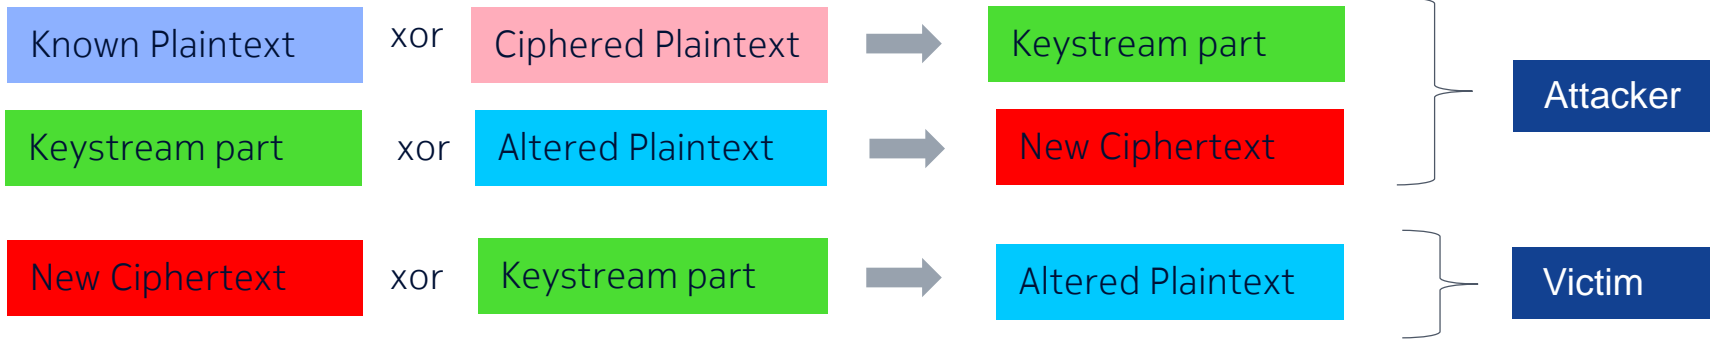 Known Plaintext xor Ciphered Plaintext Keystream part
Keystream part xor Altered Plaintext New Ciphertext
Attacker
New Ciphertext xor Keystream part Altered Plaintext
Victim